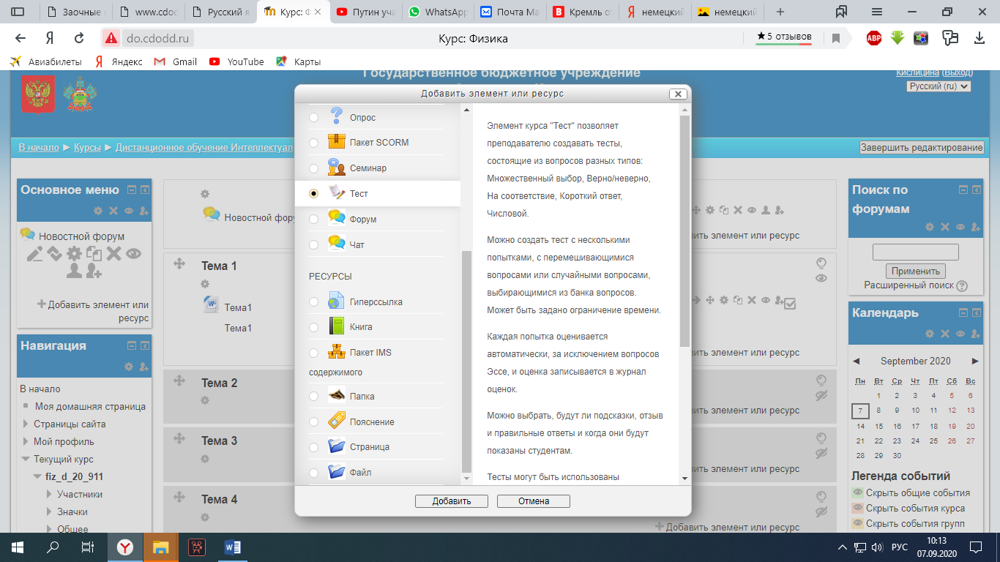 Заочные
www.cdoc
Русский я
Курс: Ф
Путин уча
WhatsApp
Почта Ma
Кремль о
немецкий
немецкий
do.cdodd.ru
Курс: Физика
★5 отзывов
ABP
Авиабилеты
Яндекс
Gmail
YouTube
Карты
Государственное бюджетное учреждение
Кислицина (Выход)
Русский (ru)
В начало ► Курсы ► Дистанционное обучение Интеллектуал
Завершить редактирование
Основное меню
Новостной форум
Добавить элемент или
ресурс
Навигация
В начало
Моя домашняя страница
Страницы сайта
Мой профиль
Текущий курс
fiz_d_20_911
Участники
Значки
Общее
Новостной фору
вить элемент или ресурс
Тема 1
Тема1
Тема1
вить элемент или ресурс
Тема 2
вить элемент или ресурс
Тема 3
вить элемент или ресурс
Тема 4
Добавить элемент или ресурс
Добавить элемент или ресурс
Опрос
Пакет SCORM
Семинар
Тест
Форум
Чат
РЕСУРСЫ
Гиперссылка
Книга
Пакет IMS
содержимого
Папка
Пояснение
Страница
Файл
Элемент курса "Тест" позволяет
преподавателю создавать тесты,
состоящие из вопросов разных типов:
Множественный выбор, Верно/неверно,
На соответствие, Короткий ответ,
Числовой.
Можно создать тест с несколькими
попытками, с перемешивающимися
вопросами или случайными вопросами,
выбирающимися из банка вопросов.
Может быть задано ограничение времени.
Каждая попытка оценивается
автоматически, за исключением вопросов
Эссе, и оценка записывается в журнал
оценок.
Можно выбрать, будут ли подсказки, отзыв
и правильные ответы и когда они будут
показаны студентам.
Тесты могут быть использованы
Добавить
Отмена
Поиск по
форумам
Применить
Расширенный поиск
Календарь
◄ September 2020 ►
Пн Вт Ср Чт Пт Сб Вс
1 2 3 4 5 6
7 8 9 10 11 12 13
14 15 16 17 18 19 20
21 22 23 24 25 26 27
28 29 30
Легенда событий
Скрыть общие события
Скрыть события курса
Скрыть события групп
РУС
10:13
07.09.2020